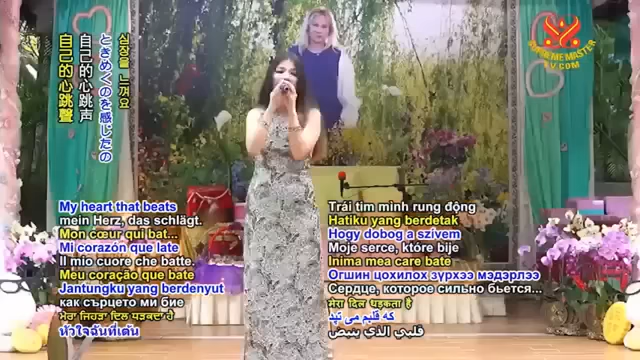 SUPREMEMASTER
TV.COM
심장을 느껴요
ときめくのを感じたの
自己的心跳声
自己的心跳聲
My heart that beats
mein Herz, das schlägt.
Mon cœur qui bat...
Mi corazón que late
Il mio cuore che batte.
Meu coração que bate
Jantungku yang berdenyut
как сърцето ми бие
ਮੇਰਾ ਜਿਹੜਾ ਦਿਲ ਧੜਕਦਾ ਹੈ
หัวใจฉันที่เต้น
Trái tim mình rung động
Hatiku yang berdetak
Hogy dobog a szívem
Moje serce, które bije
Inima mea care bate
Огшин цохилох зүрхээ мэдэрлээ
Сердце, которое сильно бьется...
मेरा दिल धड़कता है
که قلبم می تپد
قلبي الذي ينبض